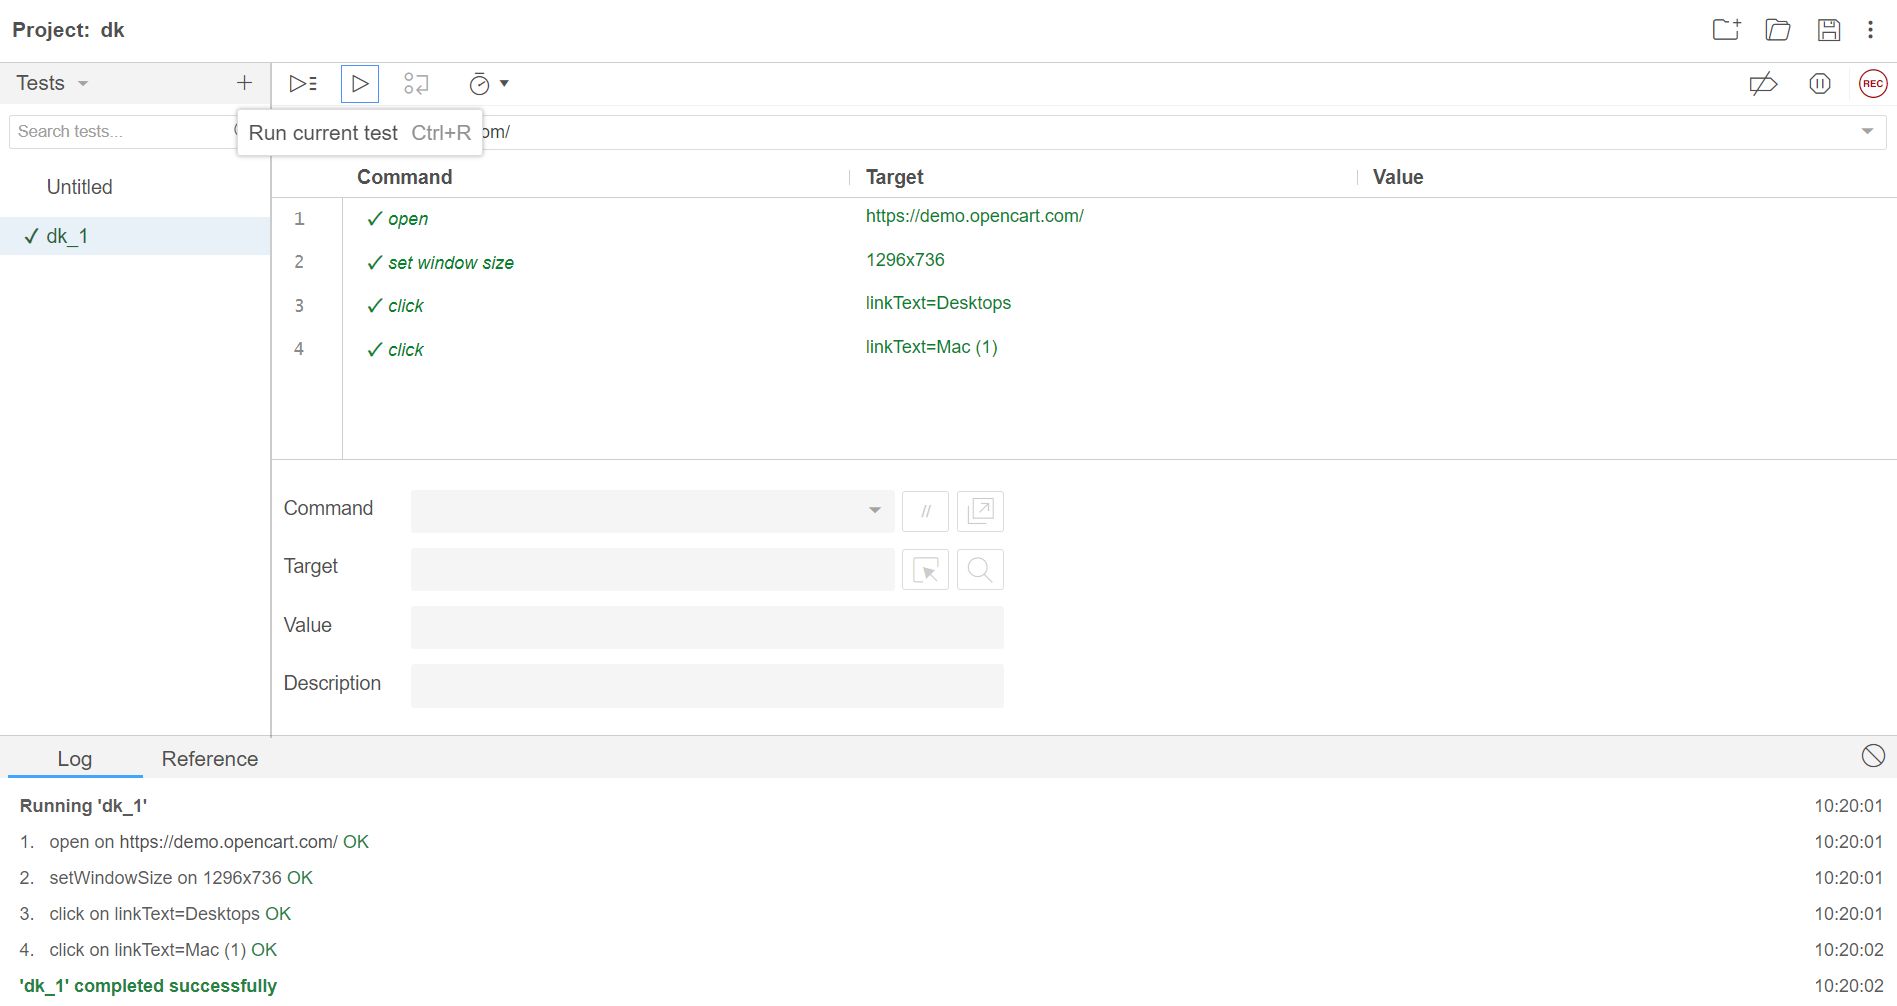 Project: dk
Tests
REC
Search tests...
Run current test Ctrl+R
om/
Untitled
dk_1
Command Target Value
1 open https://demo.opencart.com/
2 set window size 1296x736
3 click linkText=Desktops
4 click linkText=Mac (1)
Command
//
Target
Value
Description
Log Reference
Running 'dk_1' 10:20:01
1. open on https://demo.opencart.com/ OK 10:20:01
2. setWindowSize on 1296x736 OK 10:20:01
3. click on linkText=Desktops OK 10:20:01
4. click on linkText=Mac (1) OK 10:20:02
'dk_1' completed successfully 10:20:02